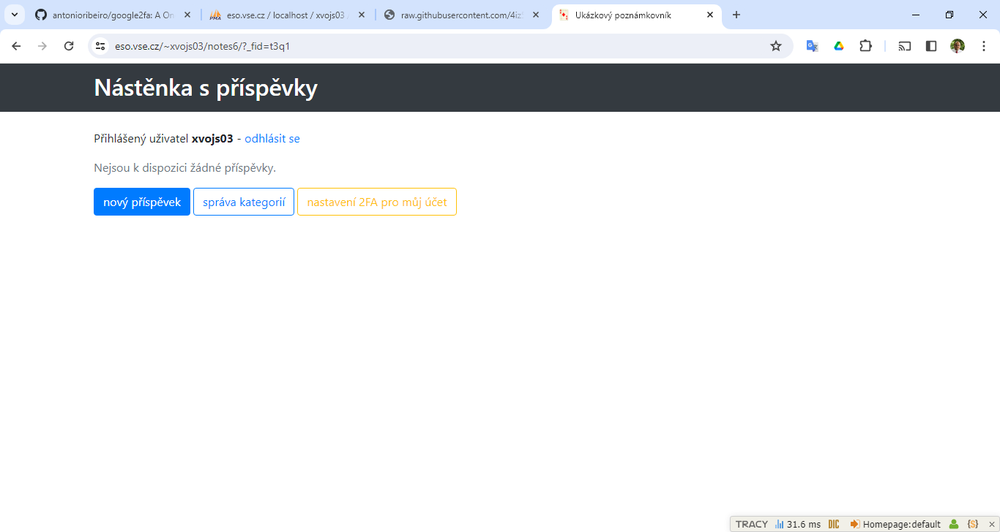 antonioribeiro/google2fa: A On
eso.vse.cz / localhost / xvojs03
raw.githubusercontent.com/4iz
Ukázkový poznámkovník
eso.vse.cz/~xvojs03/notes6/?_fid=t3q1
Nástěnka s příspěvky
Přihlášený uživatel xvojs03 - odhlásit se
Nejsou k dispozici žádné příspěvky.
nový příspěvek správa kategorií nastavení 2FA pro můj účet
TRACY 31.6 ms DIC Homepage:default {S}